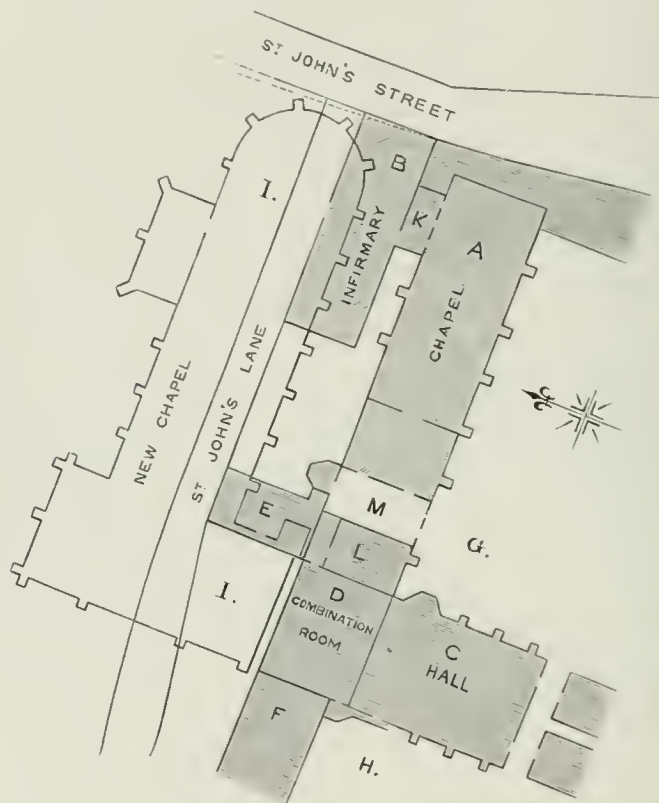 ST JOHN'S STREET
B
I.
K
A
INFIRMARY
CHAPEL
ST JOHN'S LANE
NEW CHAPEL
E
M
G.
L
I.
D
COMBINATION
ROOM
C
HALL
F
H.